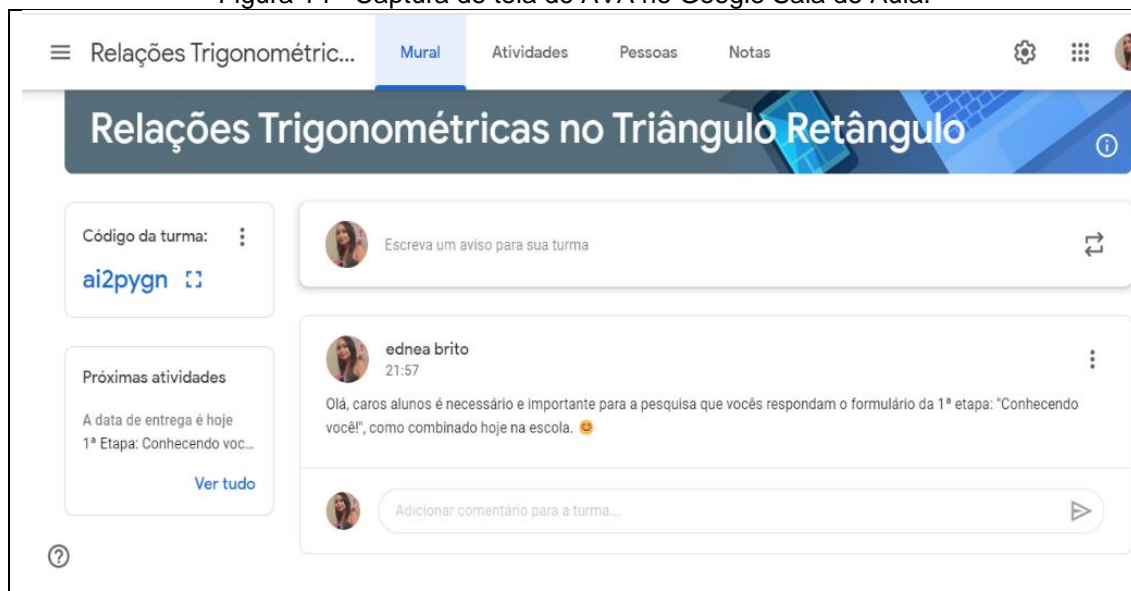 Relações Trigonométric...
Mural
Atividades
Pessoas
Notas
Relações Trigonométricas no Triângulo Retângulo
Código da turma:
ai2pygn
Escreva um aviso para sua turma
Próximas atividades
A data de entrega é hoje
1ª Etapa: Conhecendo voc...
Ver tudo
ednea brito
21:57
Olá, caros alunos é necessário e importante para a pesquisa que vocês respondam o formulário da 1ª etapa: "Conhecendo
você!", como combinado hoje na escola. 😊
Adicionar comentário para a turma...